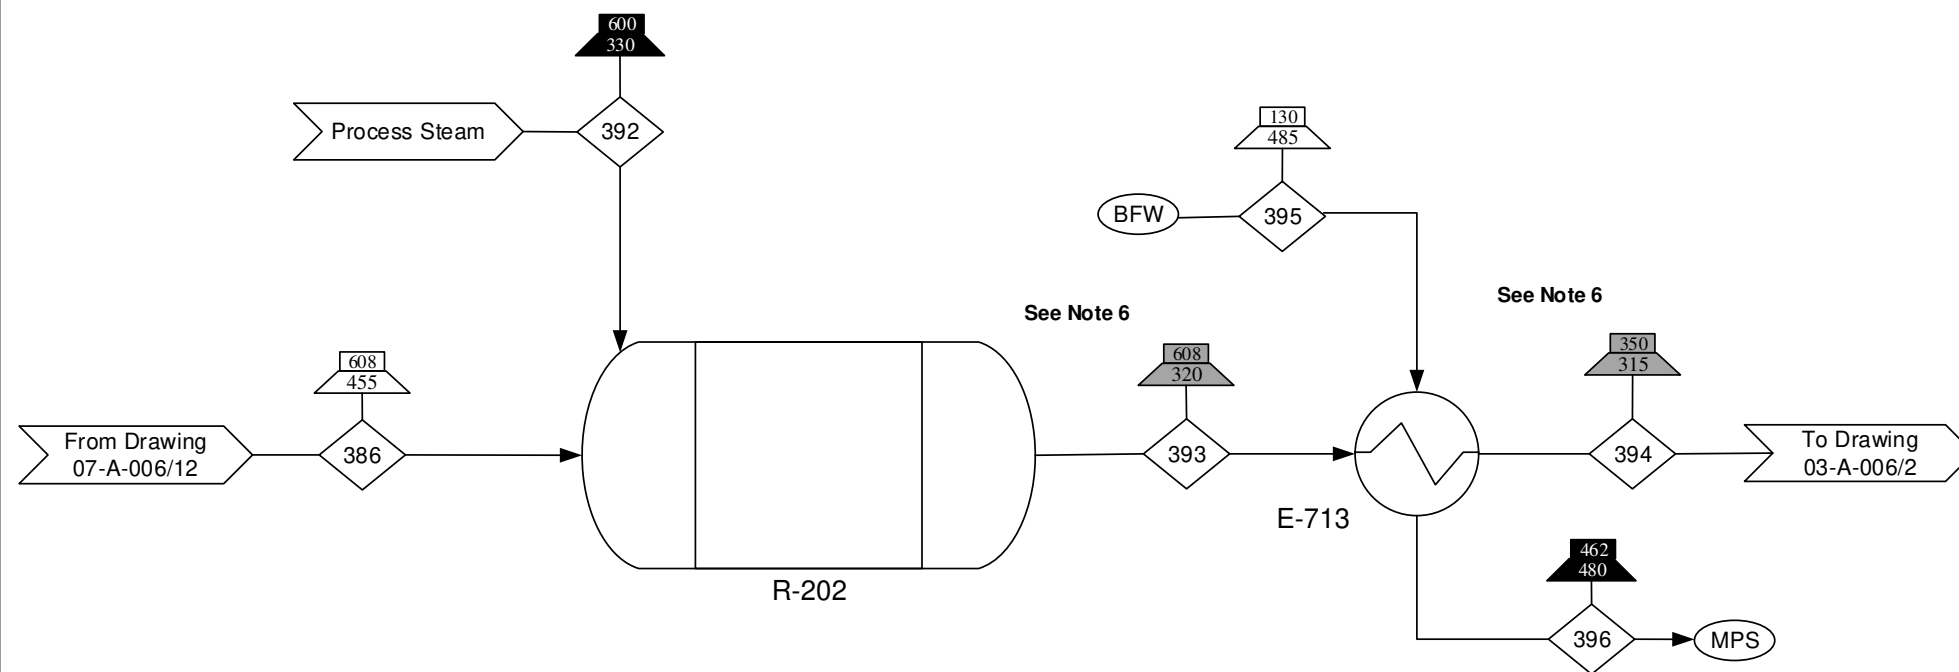 600
330
Process Steam
392
130
485
BFW
395
See Note 6
See Note 6
608
455
608
320
350
315
From Drawing
07-A-006/12
386
393
394
To Drawing
03-A-006/2
E-713
R-202
462
480
396
MPS